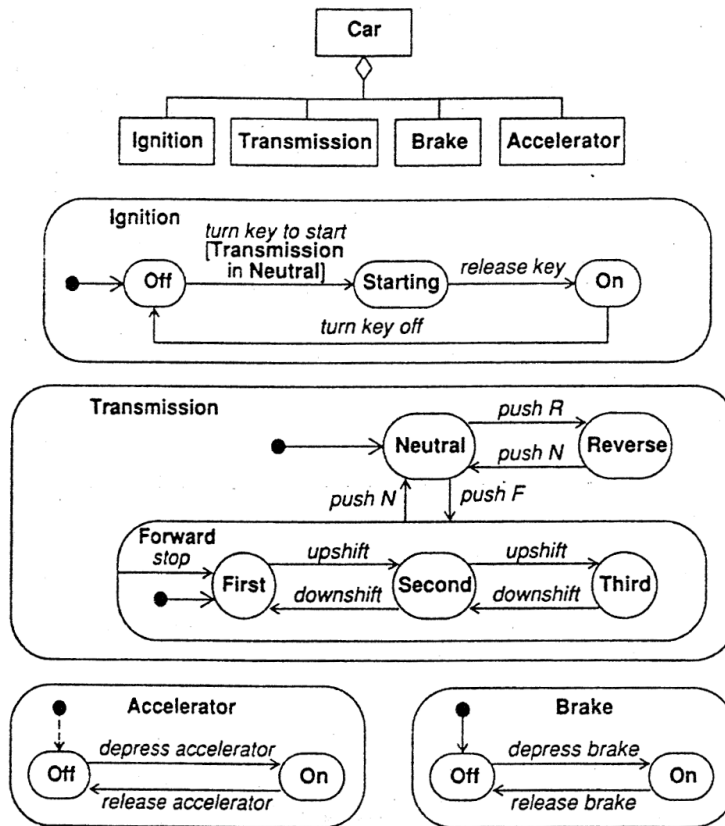 Car
Ignition Transmission Brake Accelerator
Ignition
turn key to start
[Transmission
in Neutral]
Off Starting release key On
turn key off
Transmission
push R
Neutral Reverse
push N
push N push F
Forward
stop upshift upshift
First Second Third
downshift downshift
Accelerator
depress accelerator
Off On
release accelerator
Brake
depress brake
Off On
release brake